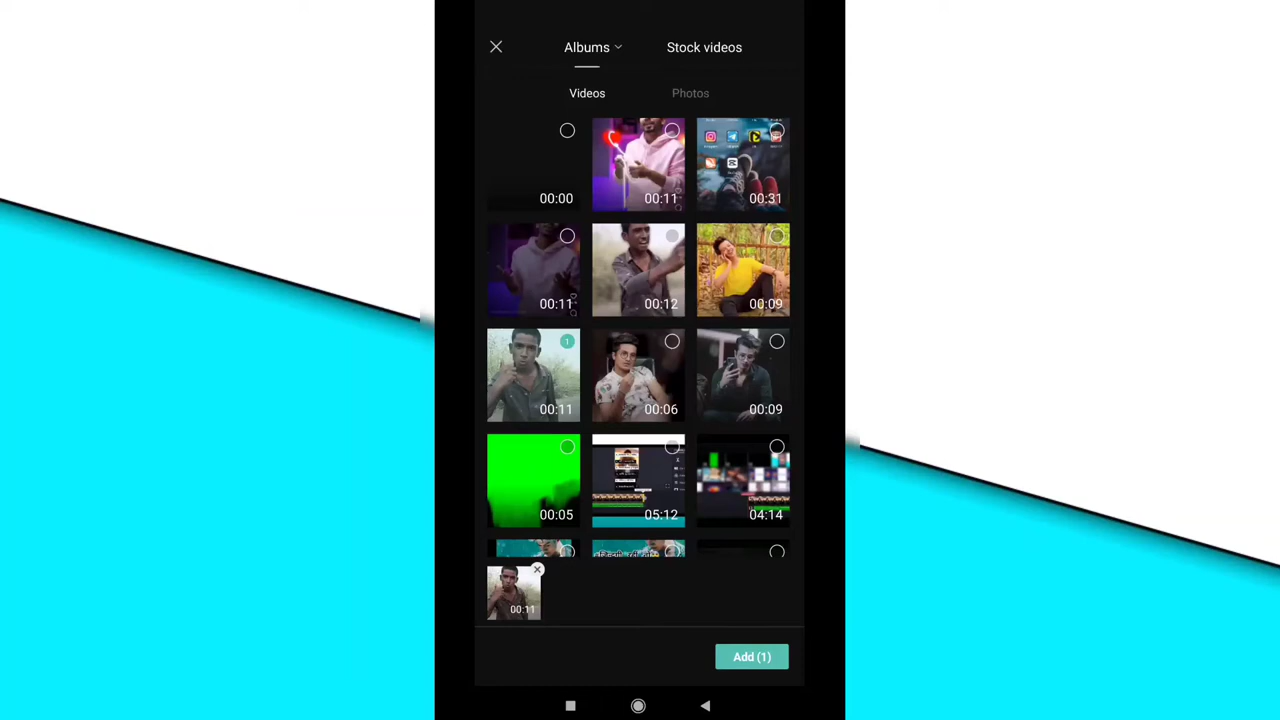 Albums Stock videos
Videos Photos
00:00 00:11 00:31
00:11 00:12 00:09
00:11 00:06 00:09
00:05 05:12 04:14
00:11
Add (1)